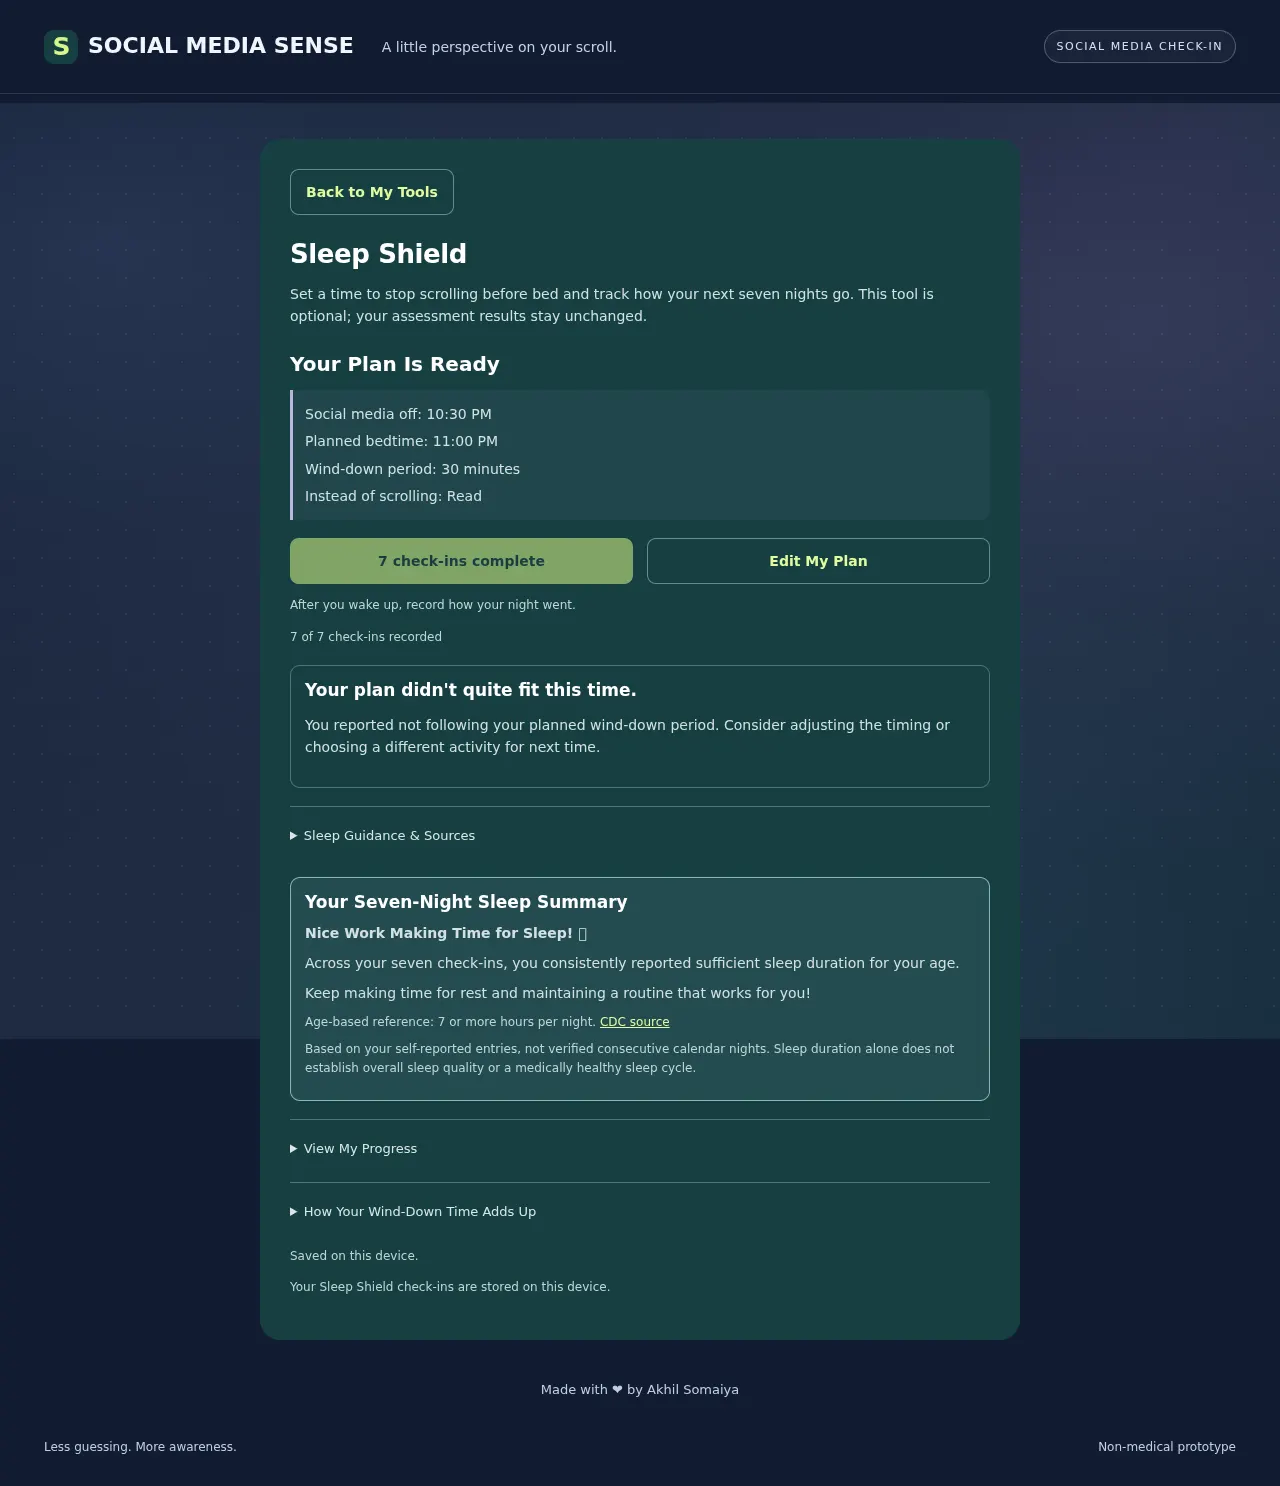 S SOCIAL MEDIA SENSE
A little perspective on your scroll.
SOCIAL MEDIA CHECK-IN
Back to My Tools
Sleep Shield
Set a time to stop scrolling before bed and track how your next seven nights go. This tool is
optional; your assessment results stay unchanged.
Your Plan Is Ready
Social media off: 10:30 PM
Planned bedtime: 11:00 PM
Wind-down period: 30 minutes
Instead of scrolling: Read
7 check-ins complete
Edit My Plan
After you wake up, record how your night went.
7 of 7 check-ins recorded
Your plan didn't quite fit this time.
You reported not following your planned wind-down period. Consider adjusting the timing or
choosing a different activity for next time.
▶ Sleep Guidance & Sources
Your Seven-Night Sleep Summary
Nice Work Making Time for Sleep!
Across your seven check-ins, you consistently reported sufficient sleep duration for your age.
Keep making time for rest and maintaining a routine that works for you!
Age-based reference: 7 or more hours per night. CDC source
Based on your self-reported entries, not verified consecutive calendar nights. Sleep duration alone does not
establish overall sleep quality or a medically healthy sleep cycle.
▶ View My Progress
▶ How Your Wind-Down Time Adds Up
Saved on this device.
Your Sleep Shield check-ins are stored on this device.
Made with ❤ by Akhil Somaiya
Less guessing. More awareness.
Non-medical prototype